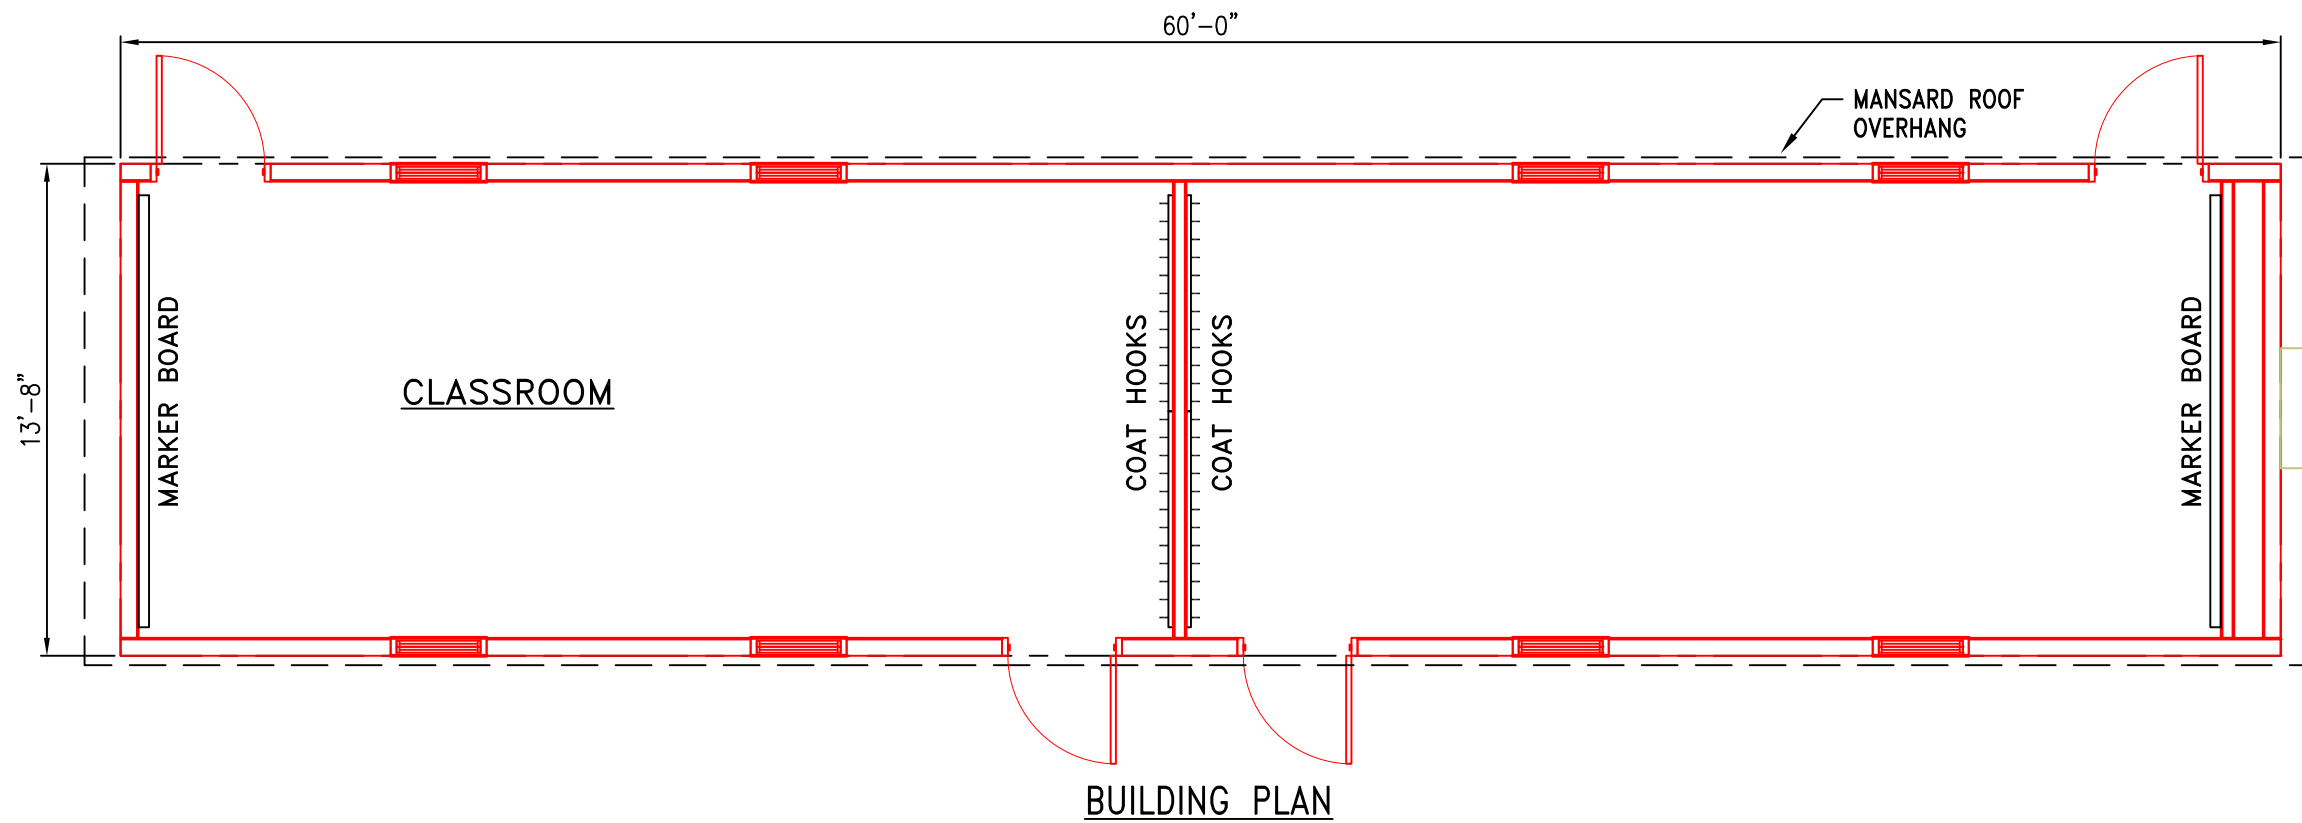 60'-0"
MANSARD ROOF
OVERHANG
13'-8"
MARKER BOARD
CLASSROOM
COAT HOOKS
COAT HOOKS
MARKER BOARD
BUILDING PLAN